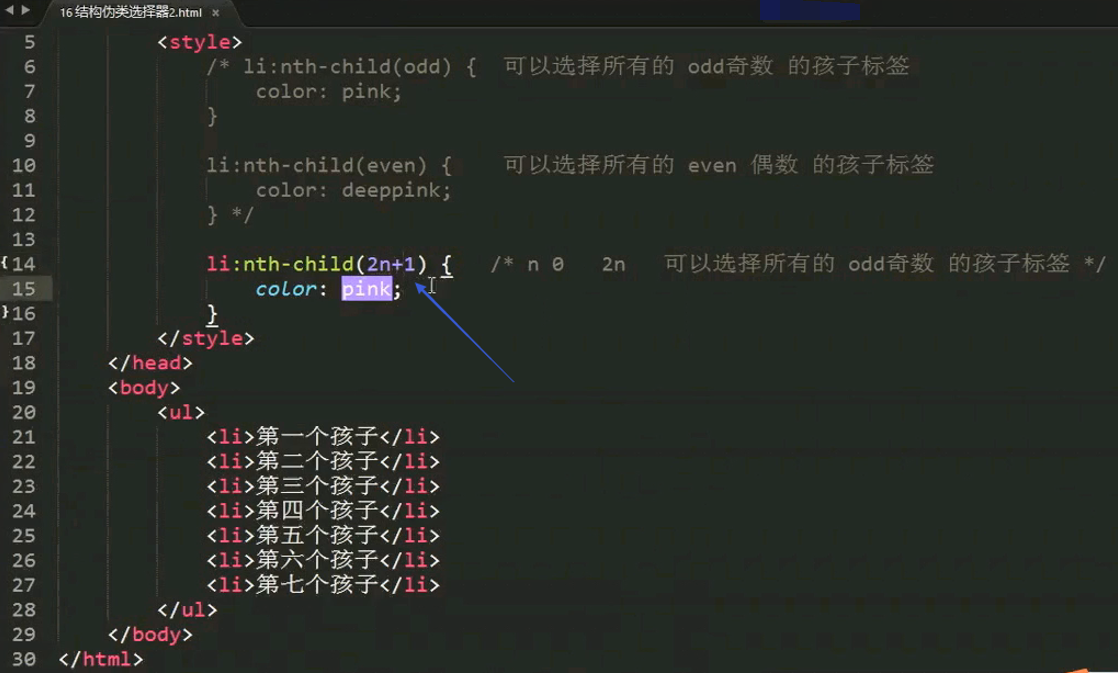 16 结构伪类选择器2.html ×
5 <style>
6 /* li:nth-child(odd) { 可以选择所有的 odd奇数 的孩子标签
7 color: pink;
8 }
9
10 li:nth-child(even) { 可以选择所有的 even 偶数 的孩子标签
11 color: deeppink;
12 } */
13
14 li:nth-child(2n+1) { /* n 0 2n 可以选择所有的 odd奇数 的孩子标签 */
15 color: pink;
16 }
17 </style>
18 </head>
19 <body>
20 <ul>
21 <li>第一个孩子</li>
22 <li>第二个孩子</li>
23 <li>第三个孩子</li>
24 <li>第四个孩子</li>
25 <li>第五个孩子</li>
26 <li>第六个孩子</li>
27 <li>第七个孩子</li>
28 </ul>
29 </body>
30 </html>